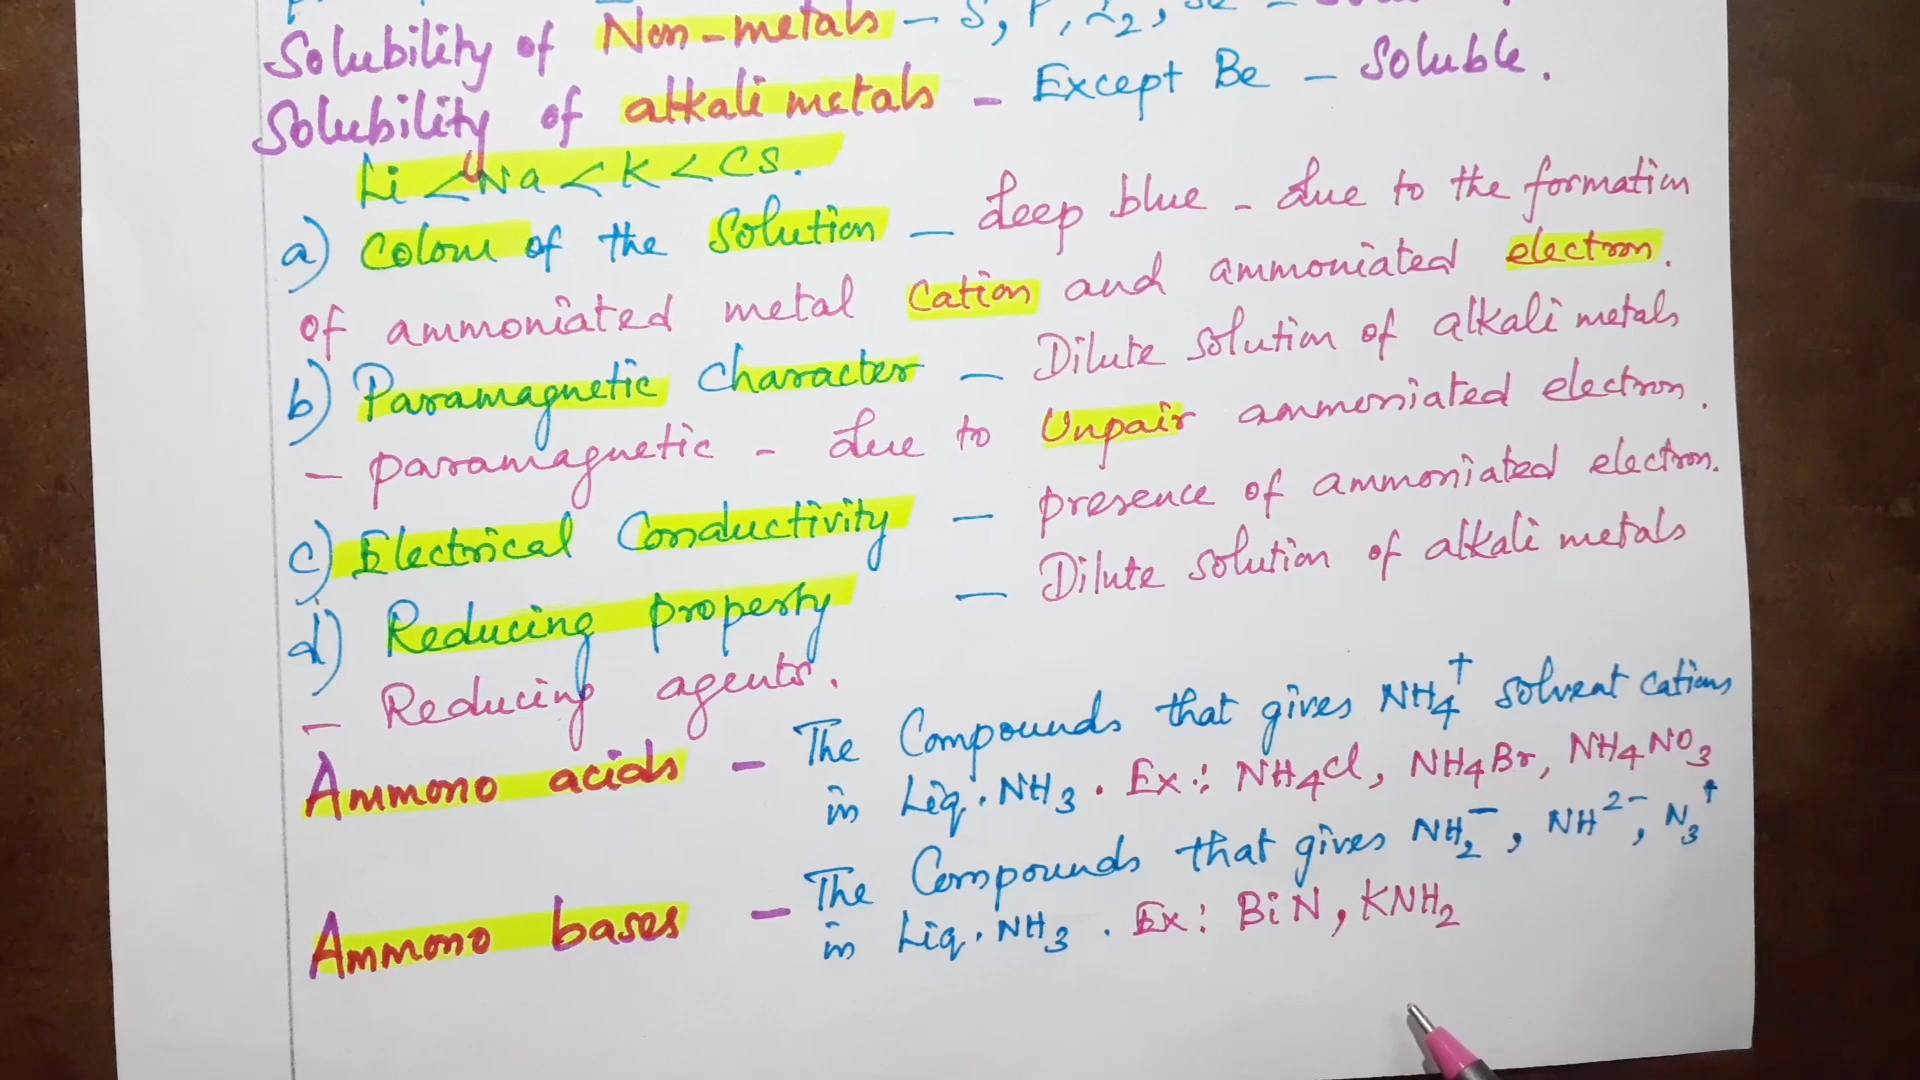 Solubility of Non-metals - S, P, I2, Se -
Solubility of alkali metals - Except Be - Soluble.
Li < Na < K < Cs.
a) Colour of the Solution - deep blue - due to the formation
of ammoniated metal Cation and ammoniated electron.
b) Paramagnetic Character - Dilute solution of alkali metals
- paramagnetic - due to Unpair ammoniated electron.
c) Electrical Conductivity - presence of ammoniated electron.
d) Reducing property - Dilute solution of alkali metals
- Reducing agents.
Ammono acids - The Compounds that gives NH4+ solvent cations
in Liq. NH3. Ex: NH4Cl, NH4Br, NH4NO3
Ammono bases - The Compounds that gives NH2-, NH2-, N3+
in Liq. NH3. Ex: BiN, KNH2